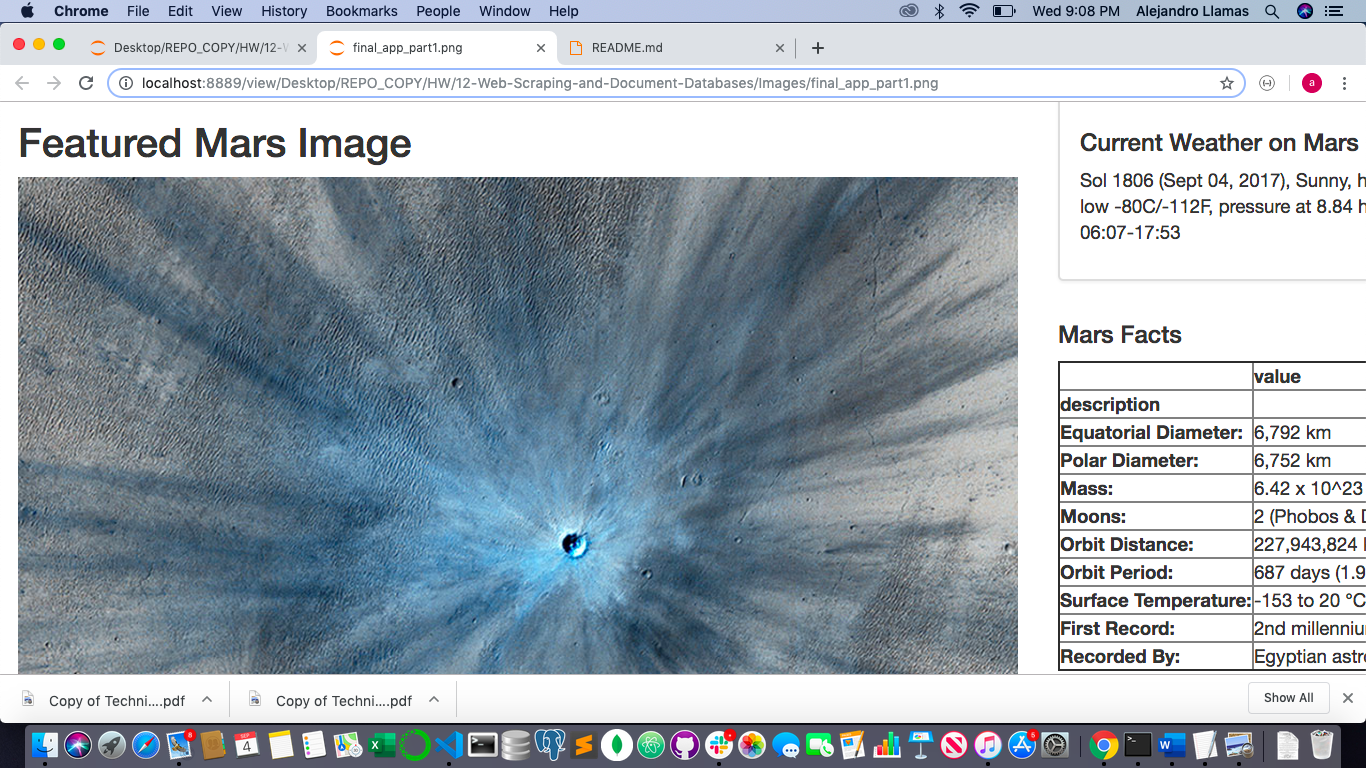 Chrome File Edit View History Bookmarks People Window Help Wed 9:08 PM Alejandro Llamas
Desktop/REPO_COPY/HW/12- final_app_part1.png README.md
localhost:8889/view/Desktop/REPO_COPY/HW/12-Web-Scraping-and-Document-Databases/Images/final_app_part1.png a
Featured Mars Image
Current Weather on Mars
Sol 1806 (Sept 04, 2017), Sunny, h
low -80C/-112F, pressure at 8.84 h
06:07-17:53
Mars Facts
value
description
Equatorial Diameter: 6,792 km
Polar Diameter: 6,752 km
Mass: 6.42 x 10^23
Moons: 2 (Phobos & D
Orbit Distance: 227,943,824
Orbit Period: 687 days (1.9
Surface Temperature: -153 to 20 °C
First Record: 2nd millenniu
Recorded By: Egyptian astr
Copy of Techni....pdf Copy of Techni....pdf Show All
8 SEP 4 5